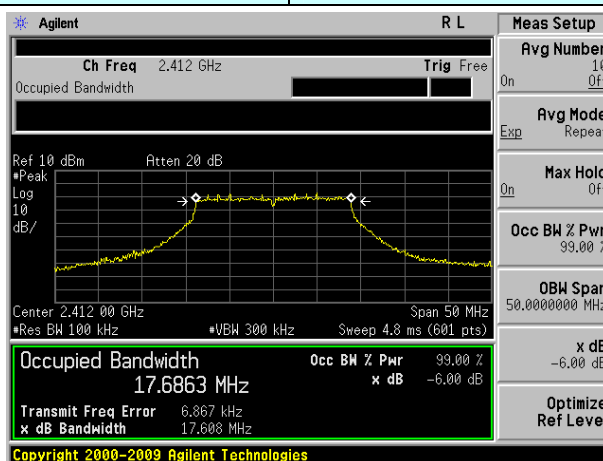 Agilent R L Meas Setup
Ch Freq 2.412 GHz Trig Free
Occupied Bandwidth
Avg Number
10
On Of
Avg Mode
Exp Repea
Max Hold
On Of
Occ BW % Pwr
99.00 %
OBW Span
50.0000000 MHz
x dB
-6.00 dB
Optimize
Ref Leve
Ref 10 dBm Atten 20 dB
#Peak
Log
10
dB/
Center 2.412 00 GHz Span 50 MHz
#Res BW 100 kHz #VBW 300 kHz Sweep 4.8 ms (601 pts)
Occupied Bandwidth Occ BW % Pwr 99.00 %
17.6863 MHz x dB -6.00 dB
Transmit Freq Error 6.867 kHz
x dB Bandwidth 17.608 MHz
Copyright 2000-2009 Agilent Technologies